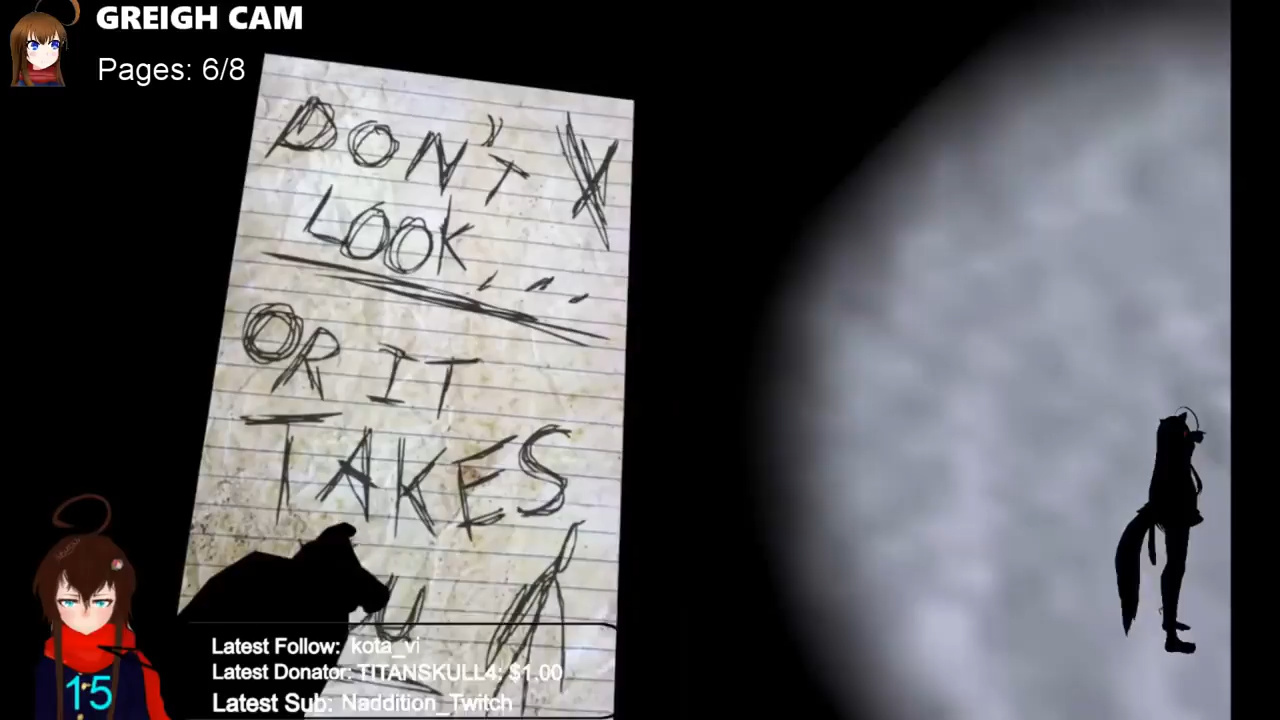 GREIGH CAM
Pages: 6/8
DON'T
LOOK...
OR IT
TAKES
Latest Follow: kota_vi
Latest Donator: TITANSKULL4: $1.00
Latest Sub: Naddition_Twitch
15